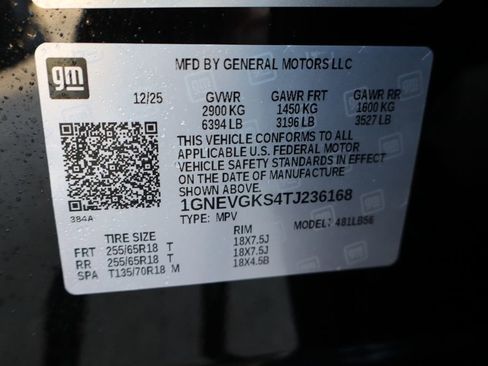 gm
MFD BY GENERAL MOTORS LLC
12/25 GVWR GAWR FRT GAWR RR
2900 KG 1450 KG 1600 KG
6394 LB 3196 LB 3527 LB
THIS VEHICLE CONFORMS TO ALL
APPLICABLE U.S. FEDERAL MOTOR
VEHICLE SAFETY STANDARDS IN EFFECT
ON THE DATE OF MANUFACTURE
SHOWN ABOVE.
384A
1GNEVGKS4TJ236168
TYPE: MPV MODEL: 481LB56
TIRE SIZE RIM
FRT 255/65R18 T 18X7.5J
RR 255/65R18 T 18X7.5J
SPA T135/70R18 M 18X4.5B